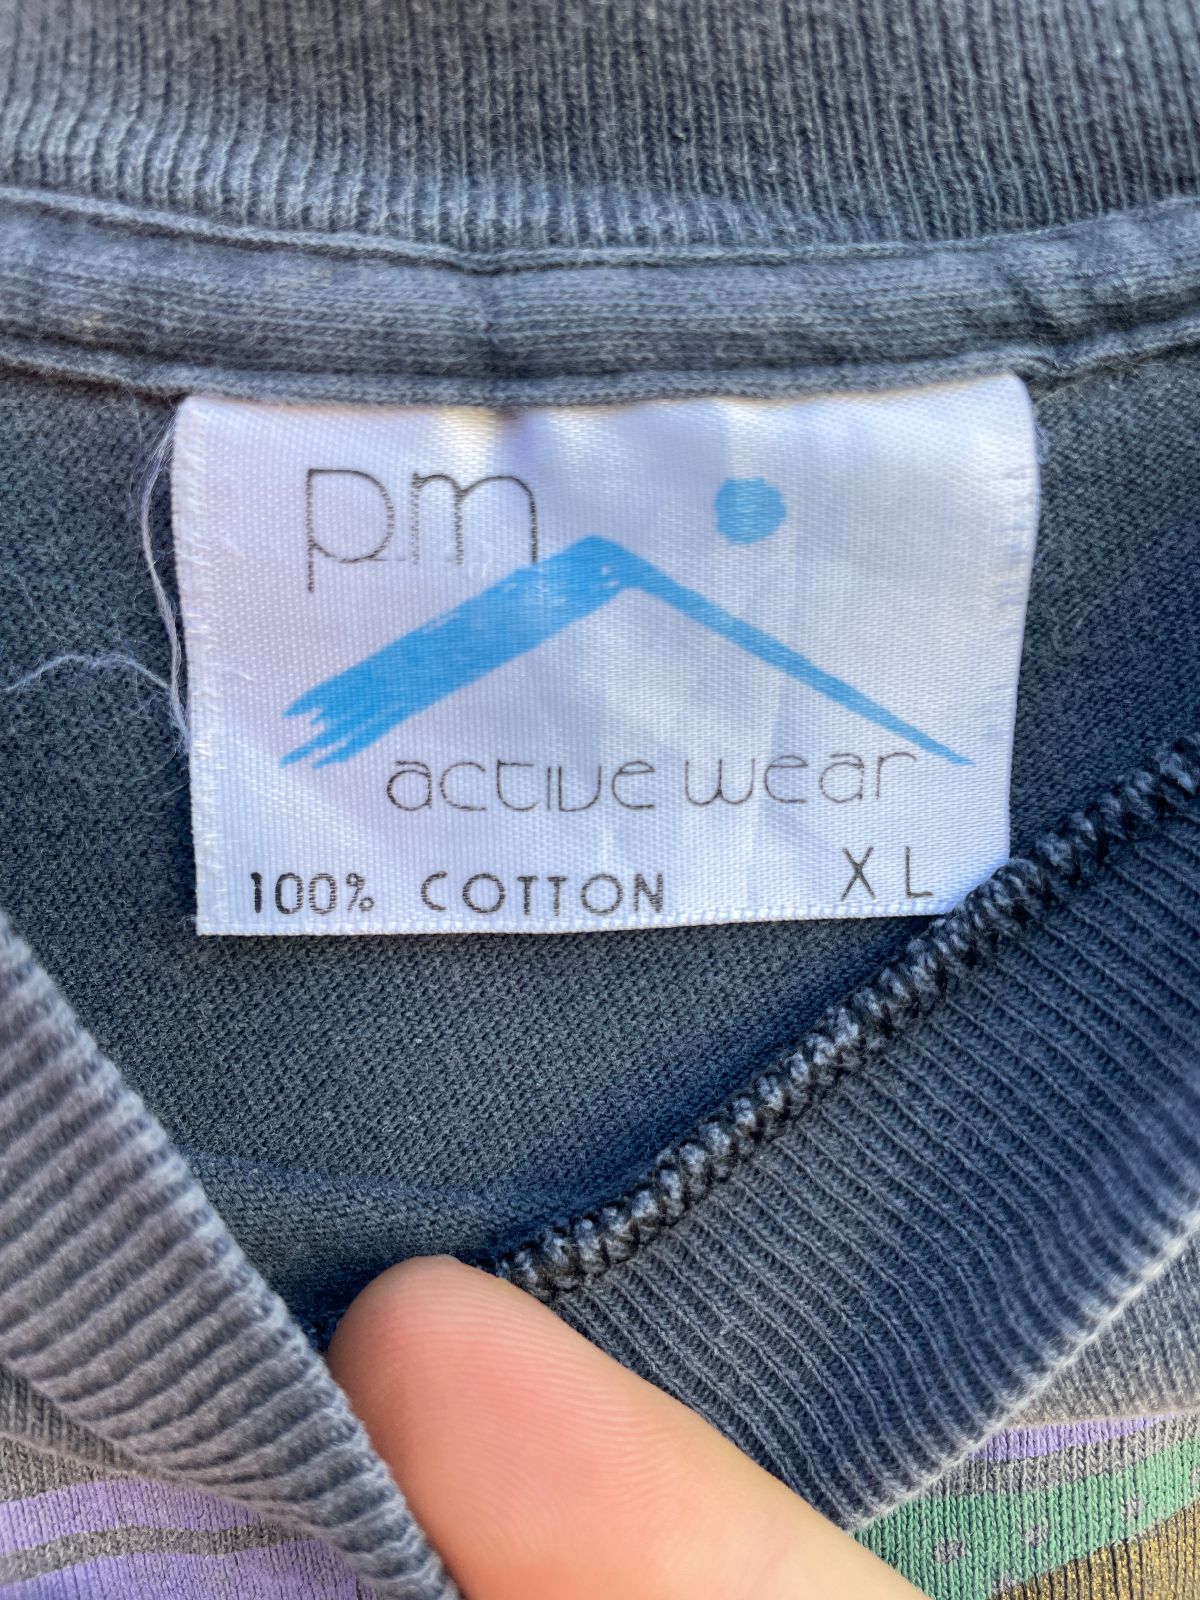 pm
active wear
100% COTTON XL